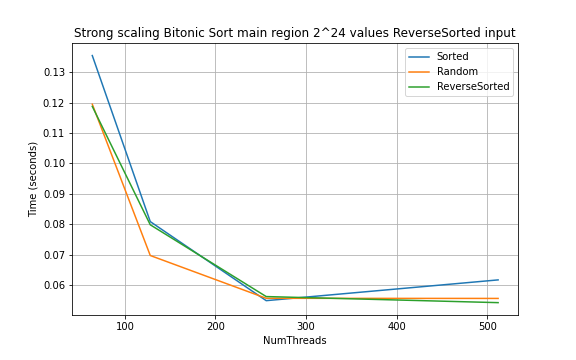 Strong scaling Bitonic Sort main region 2^24 values ReverseSorted input
Sorted
Random
ReverseSorted
Time (seconds)
0.13
0.12
0.11
0.10
0.09
0.08
0.07
0.06
100 200 300 400 500
NumThreads